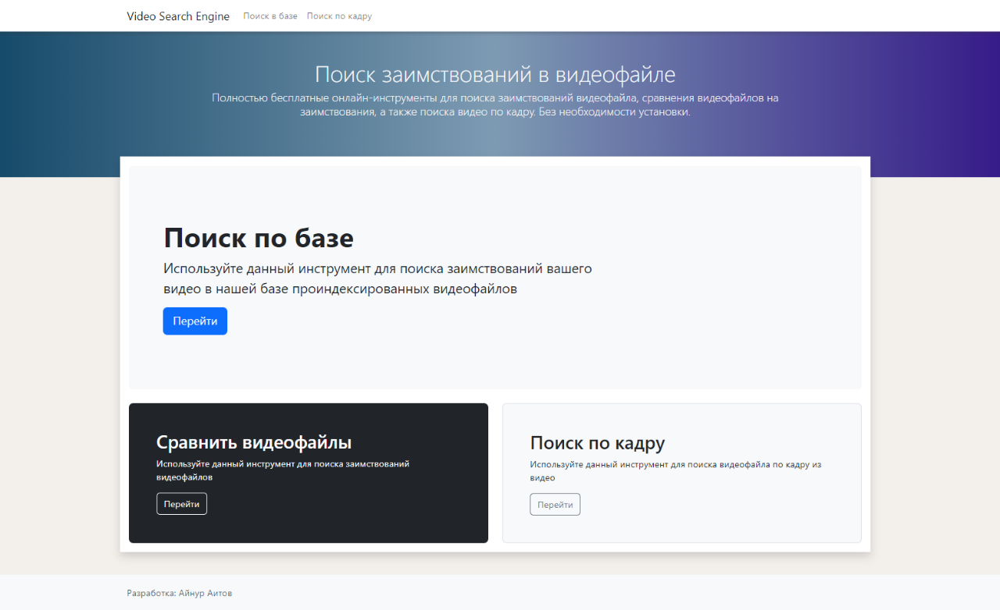 Video Search Engine Поиск в базе Поиск по кадру
Поиск заимствований в видеофайле
Полностью бесплатные онлайн-инструменты для поиска заимствований видеофайла, сравнения видеофайлов на
заимствования, а также поиска видео по кадру. Без необходимости установки.
Поиск по базе
Используйте данный инструмент для поиска заимствований вашего
видео в нашей базе проиндексированных видеофайлов
Перейти
Сравнить видеофайлы
Используйте данный инструмент для поиска заимствований
видеофайлов
Перейти
Поиск по кадру
Используйте данный инструмент для поиска видеофайла по кадру из
видео
Перейти
Разработка: Айнур Аитов